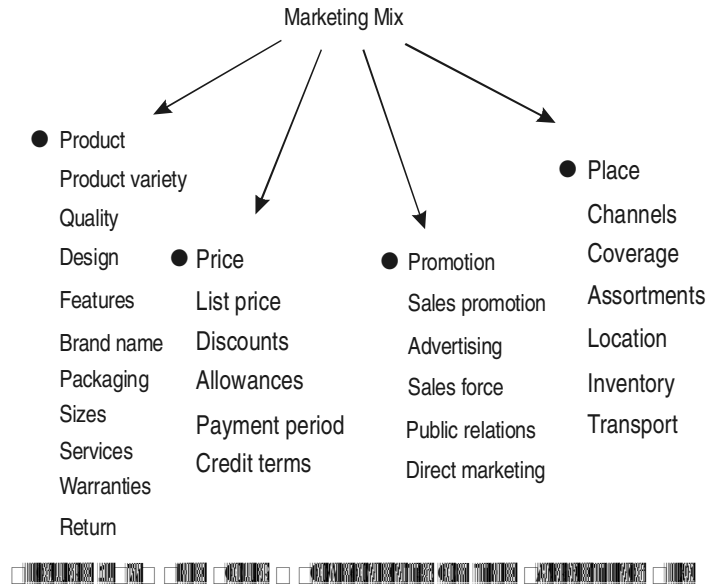 Marketing Mix
● Product
Product variety
Quality
Design
Features
Brand name
Packaging
Sizes
Services
Warranties
Return
● Price
List price
Discounts
Allowances
Payment period
Credit terms
● Promotion
Sales promotion
Advertising
Sales force
Public relations
Direct marketing
● Place
Channels
Coverage
Assortments
Location
Inventory
Transport